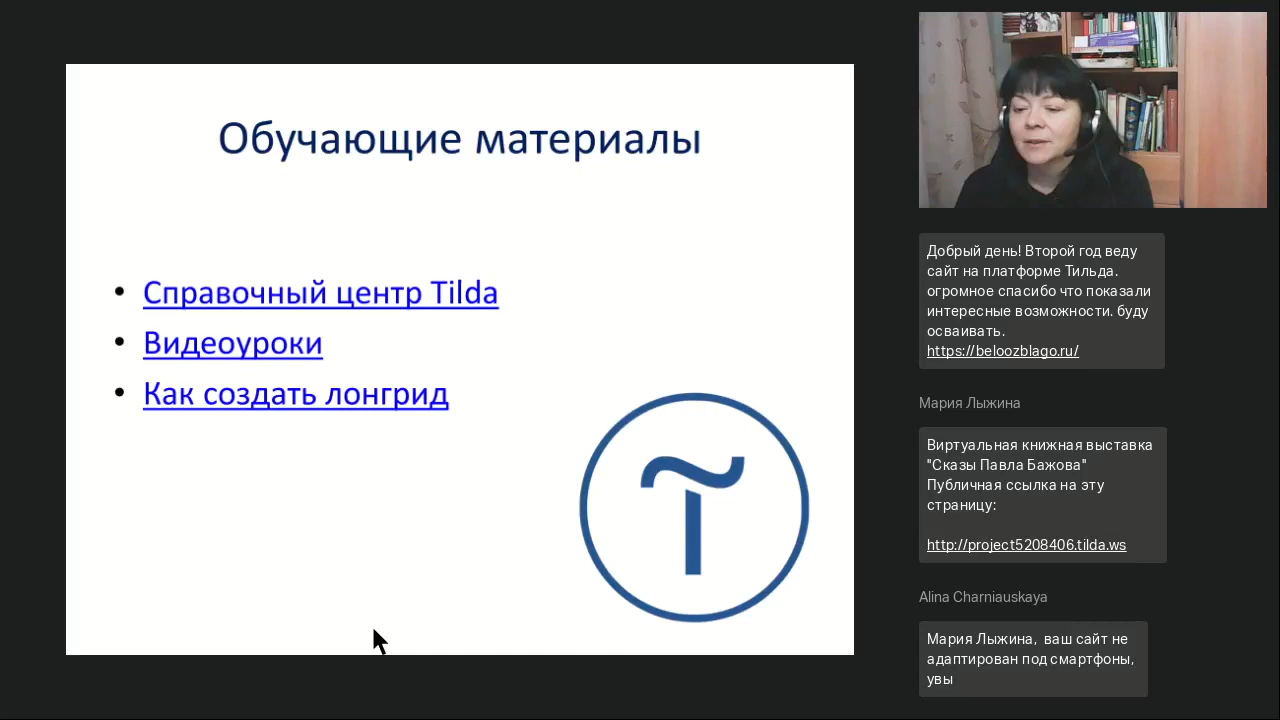 Обучающие материалы
Справочный центр Tilda
Видеоуроки
Как создать лонгрид
Добрый день! Второй год веду
сайт на платформе Тильда.
огромное спасибо что показали
интересные возможности. буду
осваивать.
https://beloozblago.ru/
Мария Лыжина
Виртуальная книжная выставка
"Сказы Павла Бажова"
Публичная ссылка на эту
страницу:
http://project5208406.tilda.ws
Alina Charniauskaya
Мария Лыжина, ваш сайт не
адаптирован под смартфоны,
увы